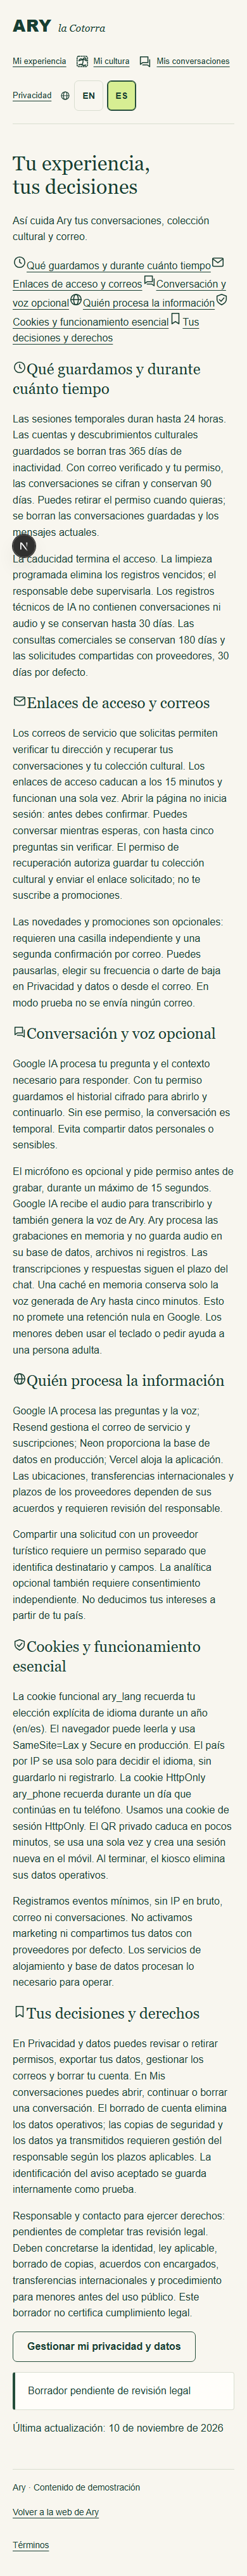 ARY la Cotorra
Mi experiencia Mi cultura Mis conversaciones
Privacidad EN ES
Tu experiencia,
tus decisiones
Así cuida Ary tus conversaciones, colección
cultural y correo.
Qué guardamos y durante cuánto tiempo
Enlaces de acceso y correos Conversación y
voz opcional Quién procesa la información
Cookies y funcionamiento esencial Tus
decisiones y derechos
Qué guardamos y durante
cuánto tiempo
Las sesiones temporales duran hasta 24 horas.
Las cuentas y descubrimientos culturales
guardados se borran tras 365 días de
inactividad. Con correo verificado y tu permiso,
las conversaciones se cifran y conservan 90
días. Puedes retirar el permiso cuando quieras;
se borran las conversaciones guardadas y los
mensajes actuales.
La caducidad termina el acceso. La limpieza
programada elimina los registros vencidos; el
responsable debe supervisarla. Los registros
técnicos de IA no contienen conversaciones ni
audio y se conservan hasta 30 días. Las
consultas comerciales se conservan 180 días y
las solicitudes compartidas con proveedores, 30
días por defecto.
Enlaces de acceso y correos
Los correos de servicio que solicitas permiten
verificar tu dirección y recuperar tus
conversaciones y tu colección cultural. Los
enlaces de acceso caducan a los 15 minutos y
funcionan una sola vez. Abrir la página no inicia
sesión: antes debes confirmar. Puedes
conversar mientras esperas, con hasta cinco
preguntas sin verificar. El permiso de
recuperación autoriza guardar tu colección
cultural y enviar el enlace solicitado; no te
suscribe a promociones.
Las novedades y promociones son opcionales:
requieren una casilla independiente y una
segunda confirmación por correo. Puedes
pausarlas, elegir su frecuencia o darte de baja
en Privacidad y datos o desde el correo. En
modo prueba no se envía ningún correo.
Conversación y voz opcional
Google IA procesa tu pregunta y el contexto
necesario para responder. Con tu permiso
guardamos el historial cifrado para abrirlo y
continuarlo. Sin ese permiso, la conversación es
temporal. Evita compartir datos personales o
sensibles.
El micrófono es opcional y pide permiso antes de
grabar, durante un máximo de 15 segundos.
Google IA recibe el audio para transcribirlo y
también genera la voz de Ary. Ary procesa las
grabaciones en memoria y no guarda audio en
su base de datos, archivos ni registros. Las
transcripciones y respuestas siguen el plazo del
chat. Una caché en memoria conserva solo la
voz generada de Ary hasta cinco minutos. Esto
no promete una retención nula en Google. Los
menores deben usar el teclado o pedir ayuda a
una persona adulta.
Quién procesa la información
Google IA procesa las preguntas y la voz;
Resend gestiona el correo de servicio y
suscripciones; Neon proporciona la base de
datos en producción; Vercel aloja la aplicación.
Las ubicaciones, transferencias internacionales y
plazos de los proveedores dependen de sus
acuerdos y requieren revisión del responsable.
Compartir una solicitud con un proveedor
turístico requiere un permiso separado que
identifica destinatario y campos. La analítica
opcional también requiere consentimiento
independiente. No deducimos tus intereses a
partir de tu país.
Cookies y funcionamiento
esencial
La cookie funcional ary_lang recuerda tu
elección explícita de idioma durante un año
(en/es). El navegador puede leerla y usa
SameSite=Lax y Secure en producción. El país
por IP se usa solo para decidir el idioma, sin
guardarlo ni registrarlo. La cookie HttpOnly
ary_phone recuerda durante un día que
continúas en tu teléfono. Usamos una cookie de
sesión HttpOnly. El QR privado caduca en pocos
minutos, se usa una sola vez y crea una sesión
nueva en el móvil. Al terminar, el kiosco elimina
sus datos operativos.
Registramos eventos mínimos, sin IP en bruto,
correo ni conversaciones. No activamos
marketing ni compartimos tus datos con
proveedores por defecto. Los servicios de
alojamiento y base de datos procesan lo
necesario para operar.
Tus decisiones y derechos
En Privacidad y datos puedes revisar o retirar
permisos, exportar tus datos, gestionar los
correos y borrar tu cuenta. En Mis
conversaciones puedes abrir, continuar o borrar
una conversación. El borrado de cuenta elimina
los datos operativos; las copias de seguridad y
los datos ya transmitidos requieren gestión del
responsable según los plazos aplicables. La
identificación del aviso aceptado se guarda
internamente como prueba.
Responsable y contacto para ejercer derechos:
pendientes de completar tras revisión legal.
Deben concretarse la identidad, ley aplicable,
borrado de copias, acuerdos con encargados,
transferencias internacionales y procedimiento
para menores antes del uso público. Este
borrador no certifica cumplimiento legal.
Gestionar mi privacidad y datos
Borrador pendiente de revisión legal
Última actualización: 10 de noviembre de 2026
Ary · Contenido de demostración
Volver a la web de Ary
Términos